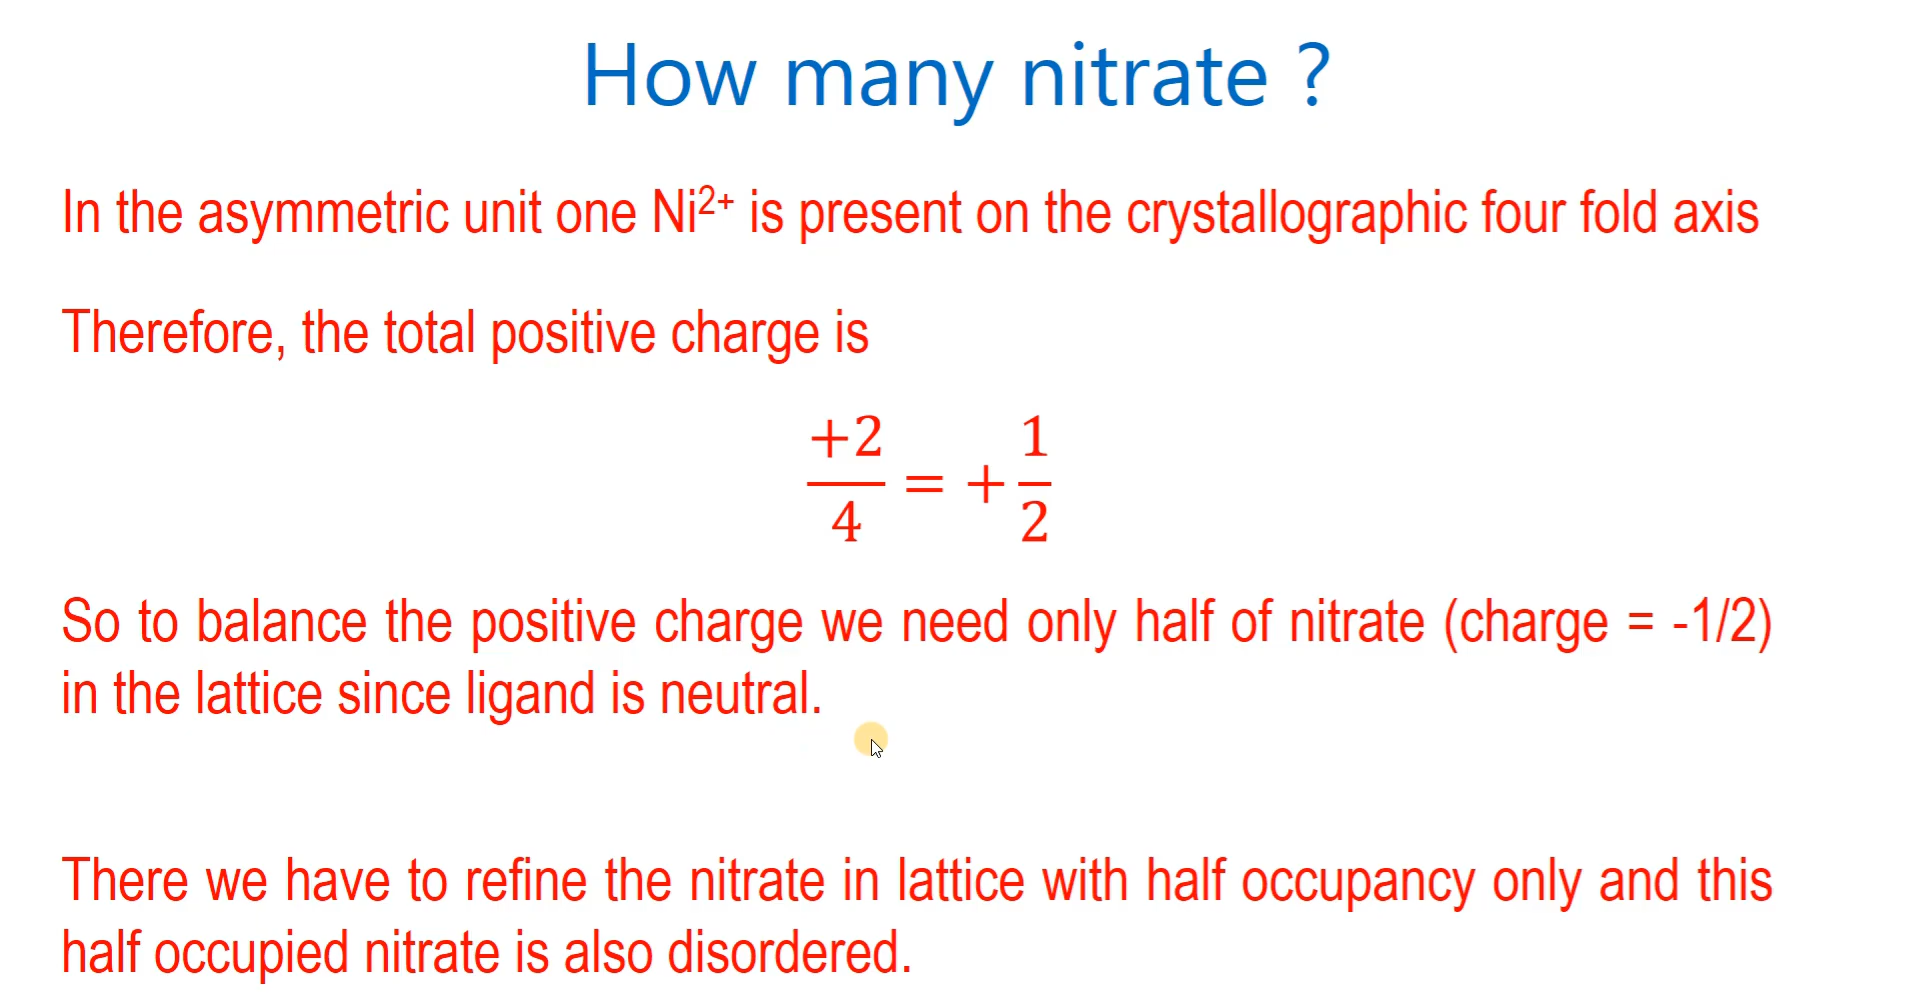 How many nitrate ?
In the asymmetric unit one Ni²⁺ is present on the crystallographic four fold axis
Therefore, the total positive charge is
+2/4 = +1/2
So to balance the positive charge we need only half of nitrate (charge = -1/2)
in the lattice since ligand is neutral.
There we have to refine the nitrate in lattice with half occupancy only and this
half occupied nitrate is also disordered.